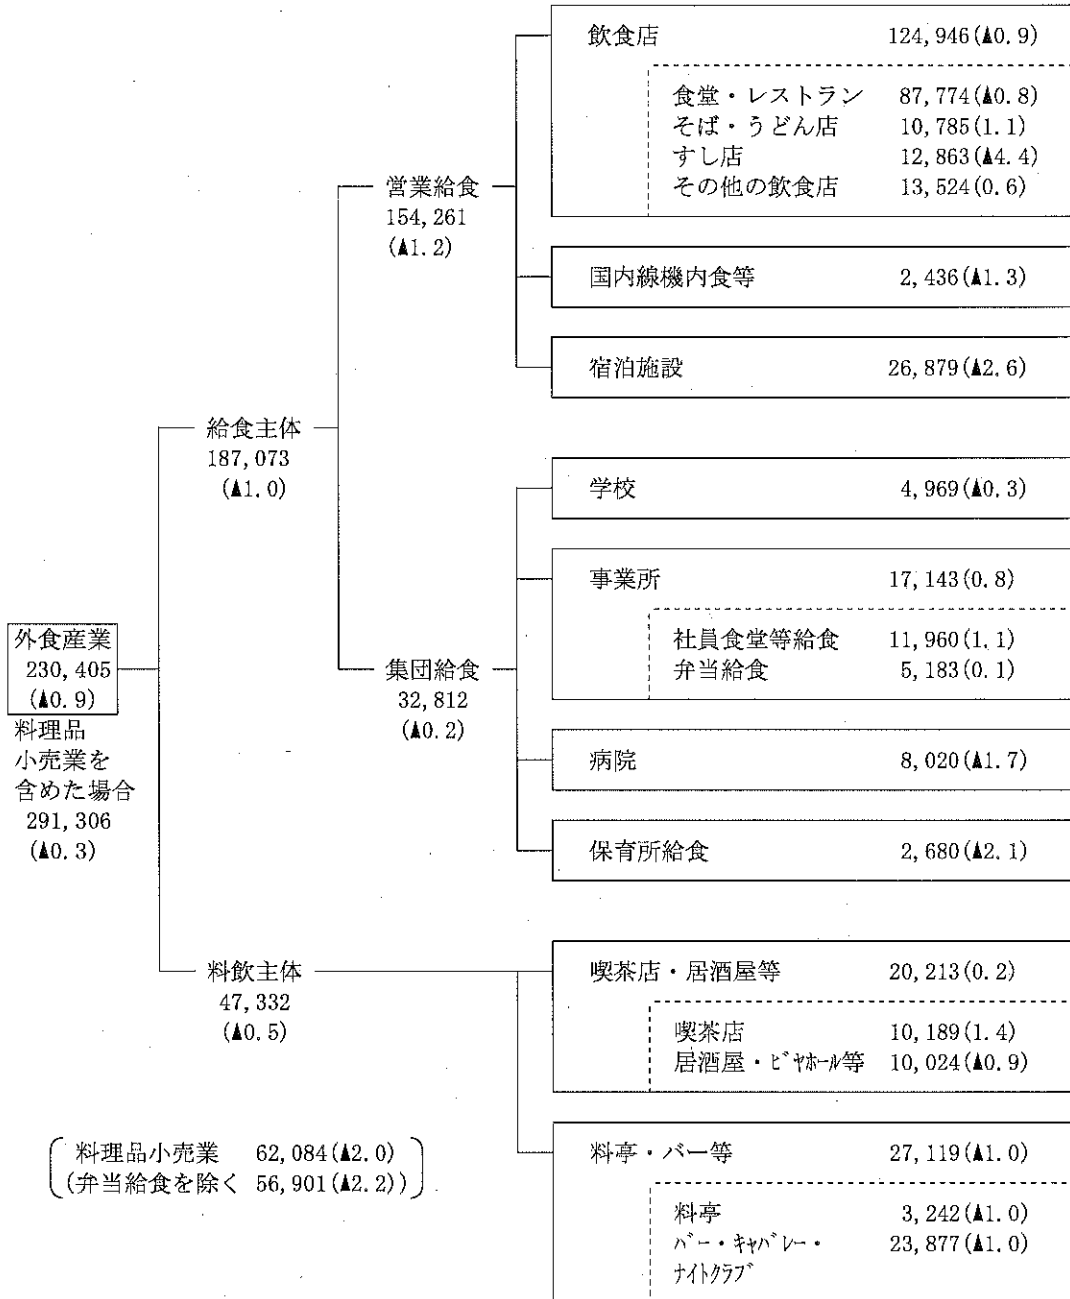 飲食店 124,946(▲0.9)
食堂・レストラン 87,774(▲0.8)
そば・うどん店 10,785(1.1)
すし店 12,863(▲4.4)
その他の飲食店 13,524(0.6)
営業給食
154,261
(▲1.2)
国内線機内食等 2,436(▲1.3)
宿泊施設 26,879(▲2.6)
給食主体
187,073
(▲1.0)
学校 4,969(▲0.3)
事業所 17,143(0.8)
社員食堂等給食 11,960(1.1)
弁当給食 5,183(0.1)
外食産業
230,405
(▲0.9)
料理品
小売業を
含めた場合
291,306
(▲0.3)
集団給食
32,812
(▲0.2)
病院 8,020(▲1.7)
保育所給食 2,680(▲2.1)
料飲主体
47,332
(▲0.5)
喫茶店・居酒屋等 20,213(0.2)
喫茶店 10,189(1.4)
居酒屋・ビヤホール等 10,024(▲0.9)
料理品小売業 62,084(▲2.0)
(弁当給食を除く 56,901(▲2.2))
料亭・バー等 27,119(▲1.0)
料亭 3,242(▲1.0)
バー・キャバレー・ 23,877(▲1.0)
ナイトクラブ